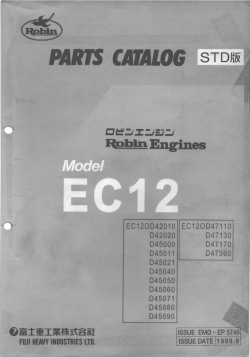 Robin
PARTS CATALOG STD版
ロビンエンジン
Robin Engines
Model
EC12
EC12OD42010 EC12OD47110
D42020 D47130
D45000 D47170
D45011 D47360
D45021
D45040
D45050
D45060
D45071
D45080
D45090
富士重工業株式会社
FUJI HEAVY INDUSTRIES LTD.
ISSUE EMD-EP5749
ISSUE DATE 1999.6